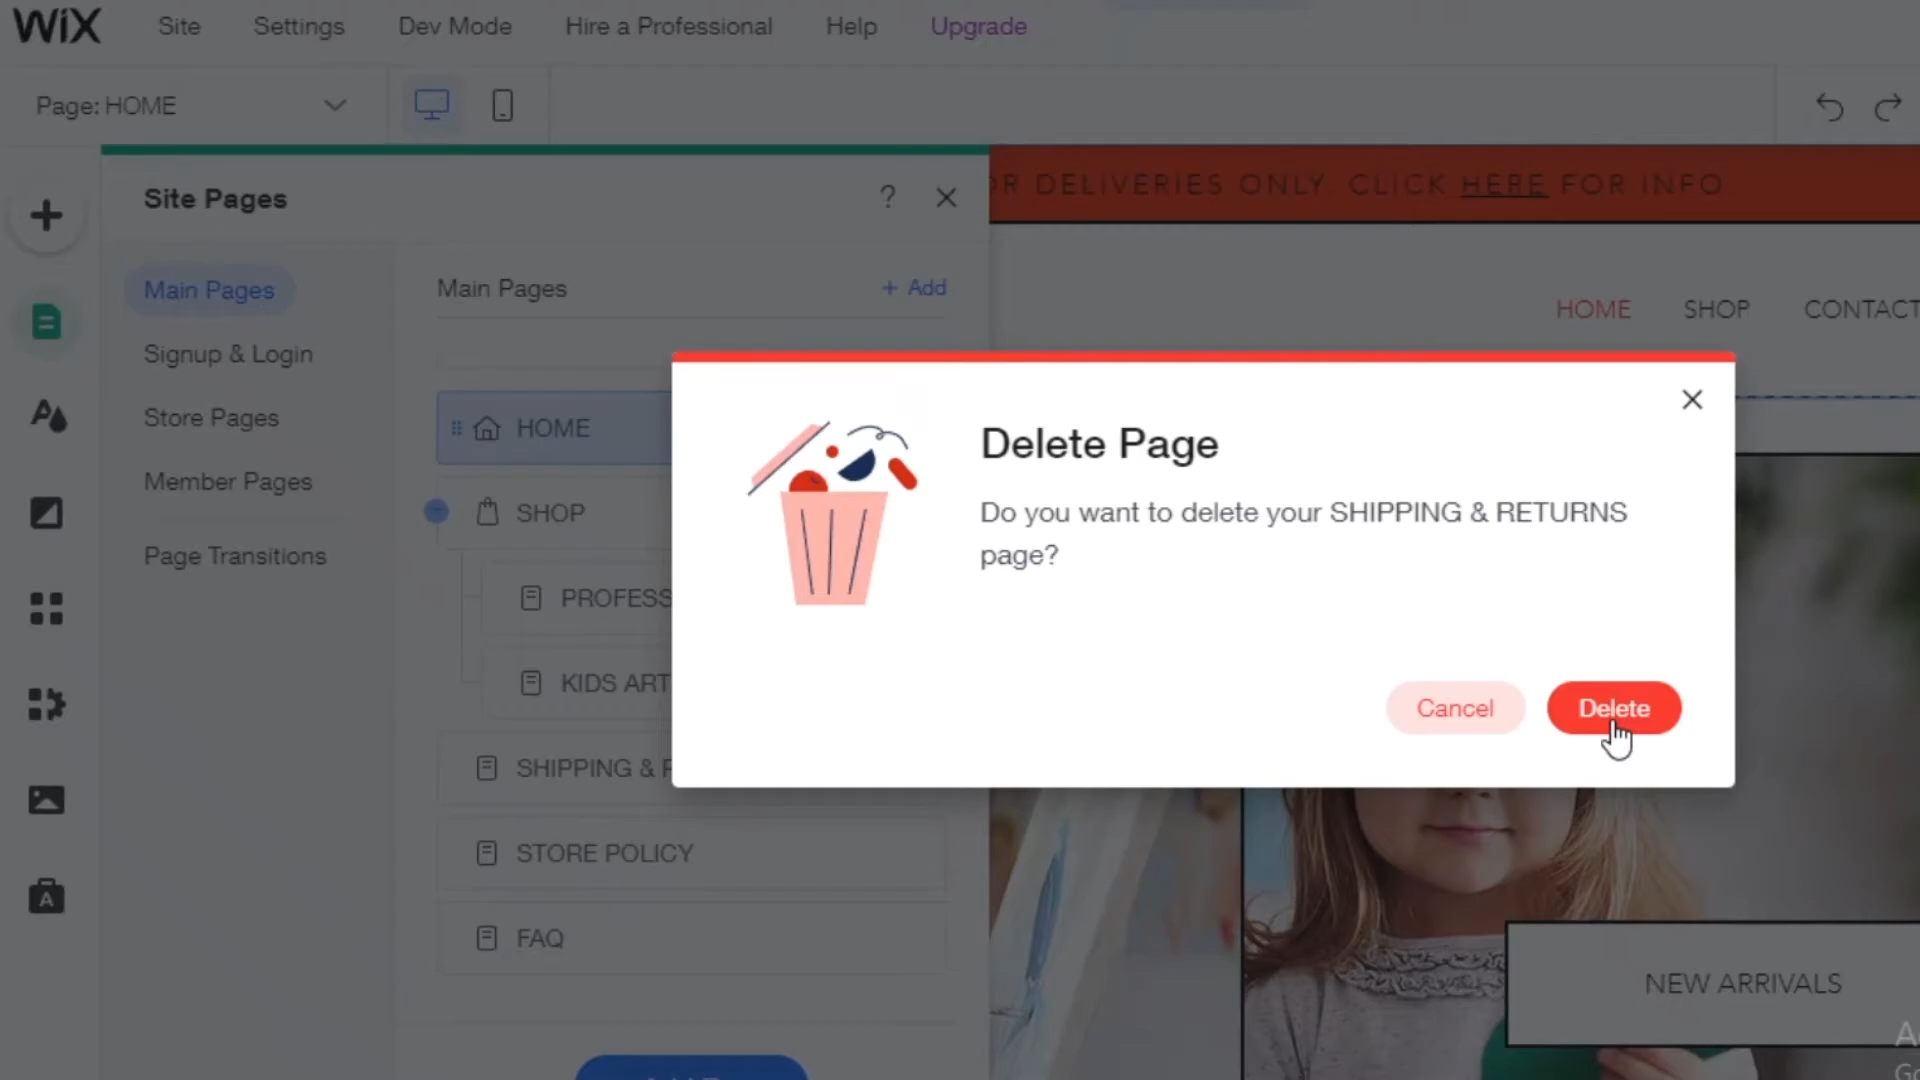 WiX Site Settings Dev Mode Hire a Professional Help Upgrade
Page: HOME
DELIVERIES ONLY. CLICK HERE FOR INFO
Site Pages ?
Main Pages
Signup & Login
Store Pages
Member Pages
Page Transitions
Main Pages + Add
HOME
SHOP
PROFESS
KIDS ART
SHIPPING &
STORE POLICY
FAQ
HOME SHOP CONTACT
Delete Page
Do you want to delete your SHIPPING & RETURNS
page?
Cancel Delete
NEW ARRIVALS